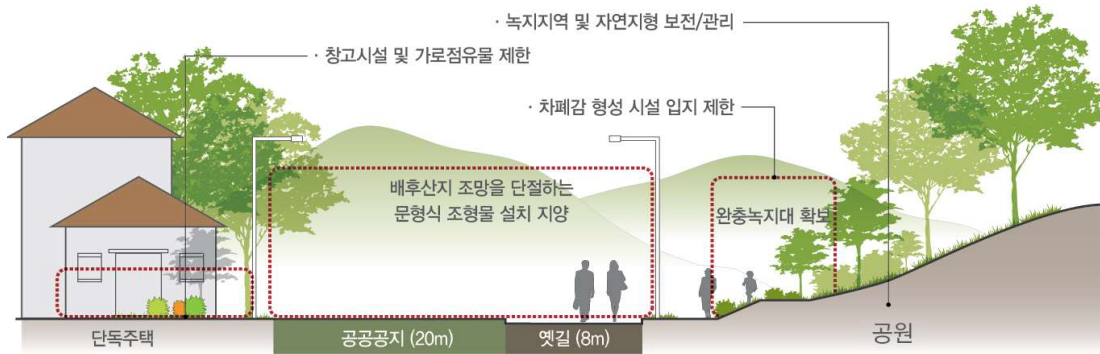 · 녹지지역 및 자연지형 보전/관리
· 창고시설 및 가로점유물 제한
· 차폐감 형성 시설 입지 제한
배후산지 조망을 단절하는
문형식 조형물 설치 지양
완충녹지대 확보
단독주택
공공공지 (20m)
옛길 (8m)
공원